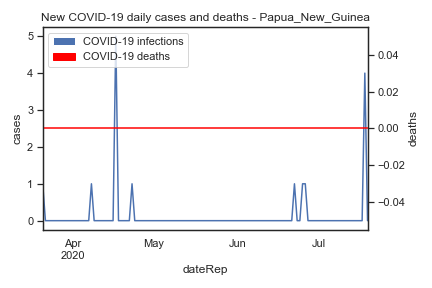 New COVID-19 daily cases and deaths - Papua_New_Guinea
COVID-19 infections
COVID-19 deaths
5
4
3
2
1
0
cases
0.04
0.02
0.00
−0.02
−0.04
deaths
Apr
2020
May
Jun
Jul
dateRep